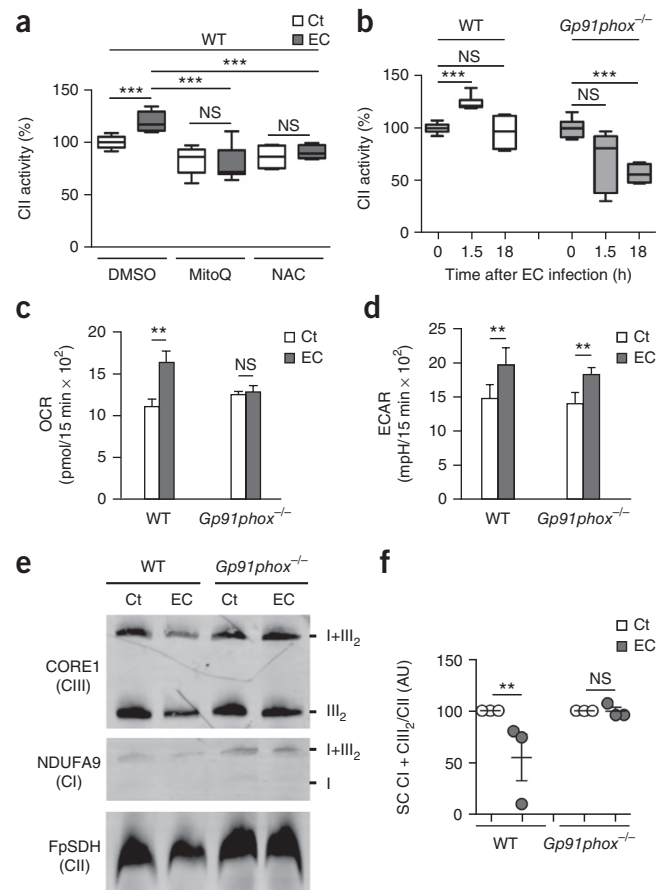 a
Ct
EC
WT
***
***
***
NS
NS
CII activity (%)
150
100
50
0
DMSO
MitoQ
NAC
b
WT
Gp91phox−/−
NS
***
***
NS
CII activity (%)
150
100
50
0
0 1.5 18
0 1.5 18
Time after EC infection (h)
c
Ct
EC
**
NS
OCR
(pmol/15 min × 10²)
20
15
10
5
0
WT
Gp91phox−/−
d
Ct
EC
**
**
ECAR
(mpH/15 min × 10²)
25
20
15
10
5
0
WT
Gp91phox−/−
e
WT
Gp91phox−/−
Ct EC Ct EC
CORE1
(CIII)
I+III₂
III₂
NDUFA9
(CI)
I+III₂
I
FpSDH
(CII)
f
Ct
EC
**
NS
SC CI + CIII₂/CII (AU)
150
100
50
0
WT
Gp91phox−/−